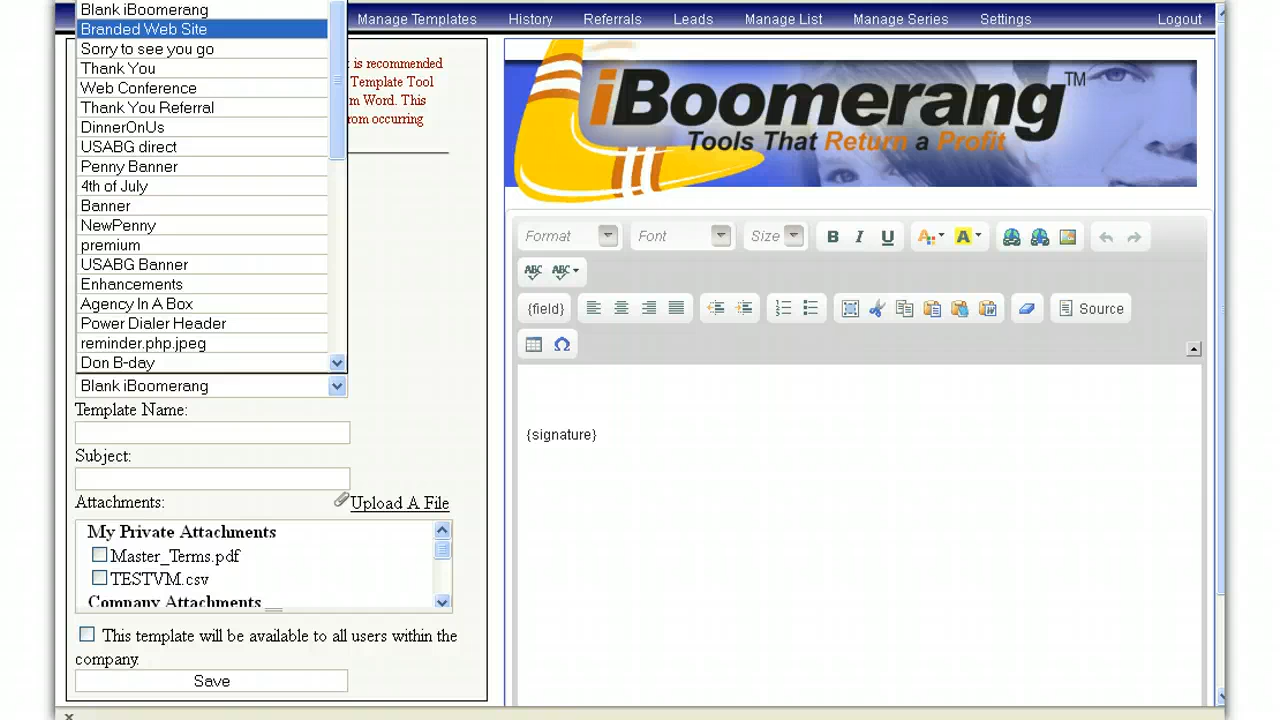 Manage Templates History Referrals Leads Manage List Manage Series Settings Logout
Blank iBoomerang
Branded Web Site
Sorry to see you go
Thank You
Web Conference
Thank You Referral
DinnerOnUs
USABG direct
Penny Banner
4th of July
Banner
NewPenny
premium
USABG Banner
Enhancements
Agency In A Box
Power Dialer Header
reminder.php.jpeg
Don B-day
Blank iBoomerang
is recommended
Template Tool
m Word. This
rom occurring
Template Name:
Subject:
Attachments: Upload A File
My Private Attachments
Master_Terms.pdf
TESTVM.csv
Company Attachments
This template will be available to all users within the
company.
Save
iBoomerang TM
Tools That Return a Profit
Format Font Size B I U A A
ABC ABC
{field} Source
Ω
{signature}